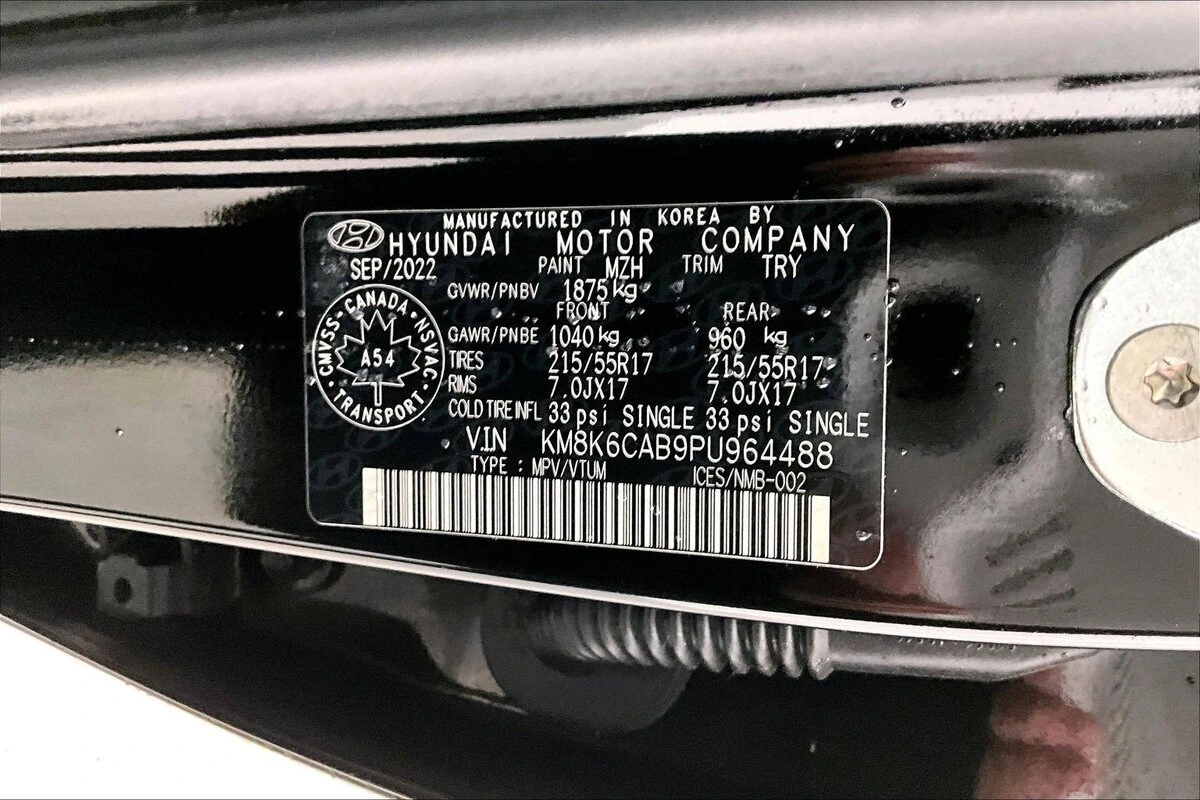 MANUFACTURED IN KOREA BY
HYUNDAI MOTOR COMPANY
SEP/2022 PAINT MZH TRIM TRY
GVWR/PNBV 1875 kg
FRONT REAR
GAWR/PNBE 1040 kg 960 kg
TIRES 215/55R17 215/55R17
RIMS 7.0JX17 7.0JX17
COLD TIRE INFL 33 psi SINGLE 33 psi SINGLE
V.I.N KM8K6CAB9PU964488
TYPE : MPV/VTUM ICES/NMB-002
CMVSS - CANADA - NSVAC
A54
TRANSPORT